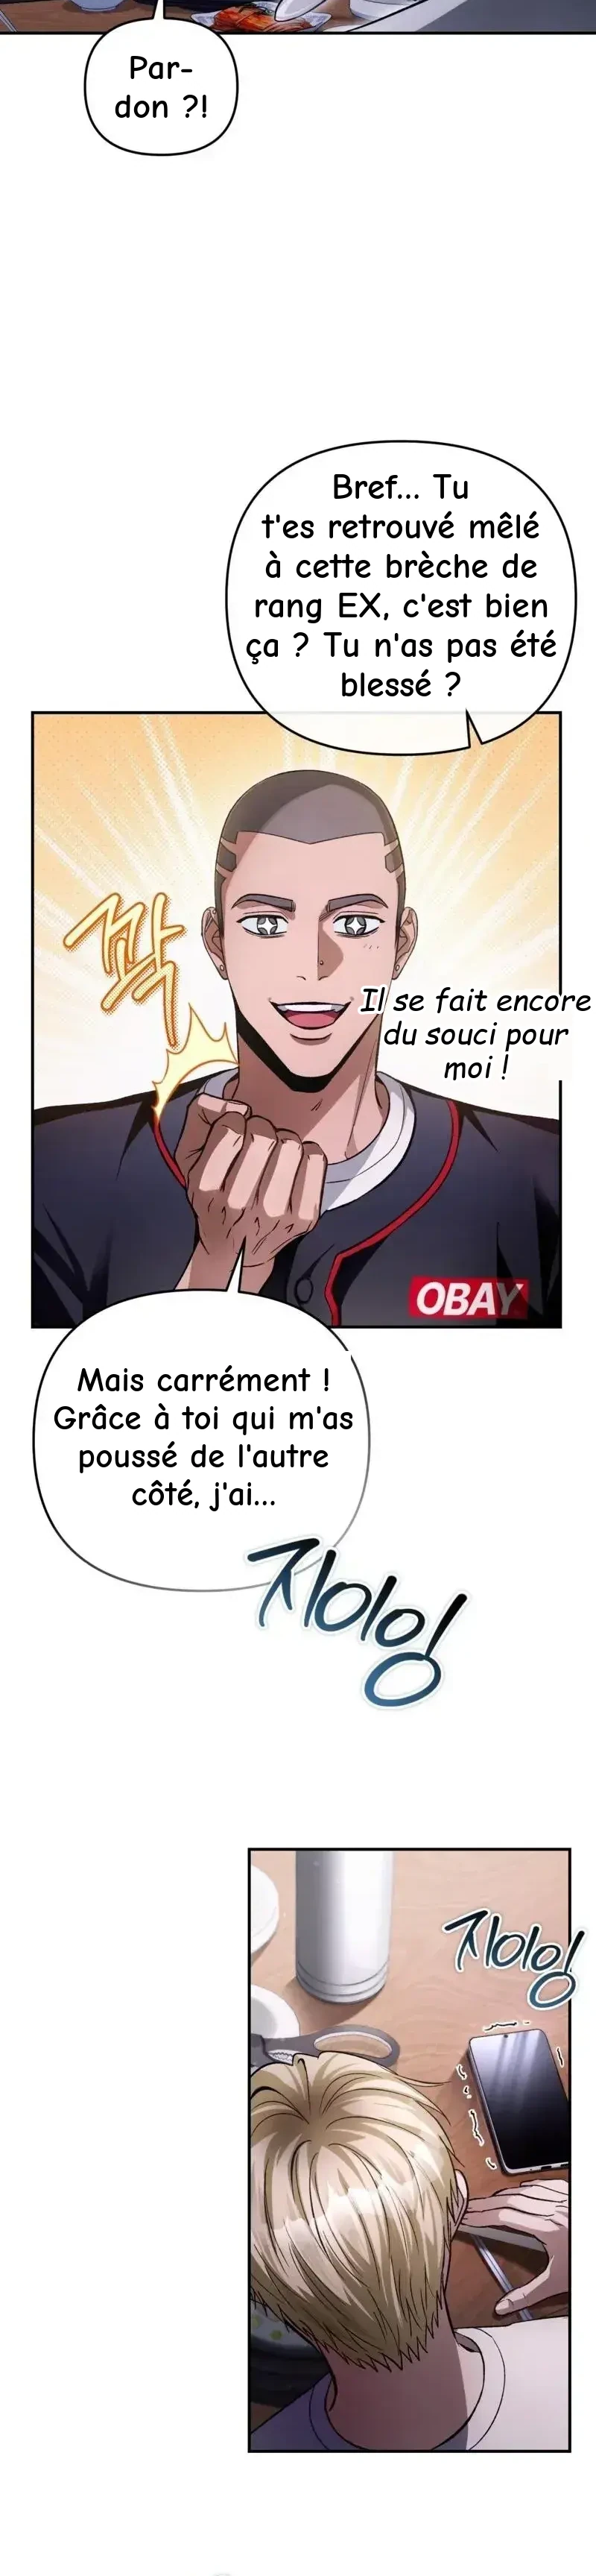 Par-
don ?!
Bref... Tu
t'es retrouvé mêlé
à cette brèche de
rang EX, c'est bien
ça ? Tu n'as pas été
blessé ?
꽉
Il se fait encore
du souci pour
moi !
OBAY
Mais carrément !
Grâce à toi qui m'as
poussé de l'autre
côté, j'ai...
지이잉
지이잉